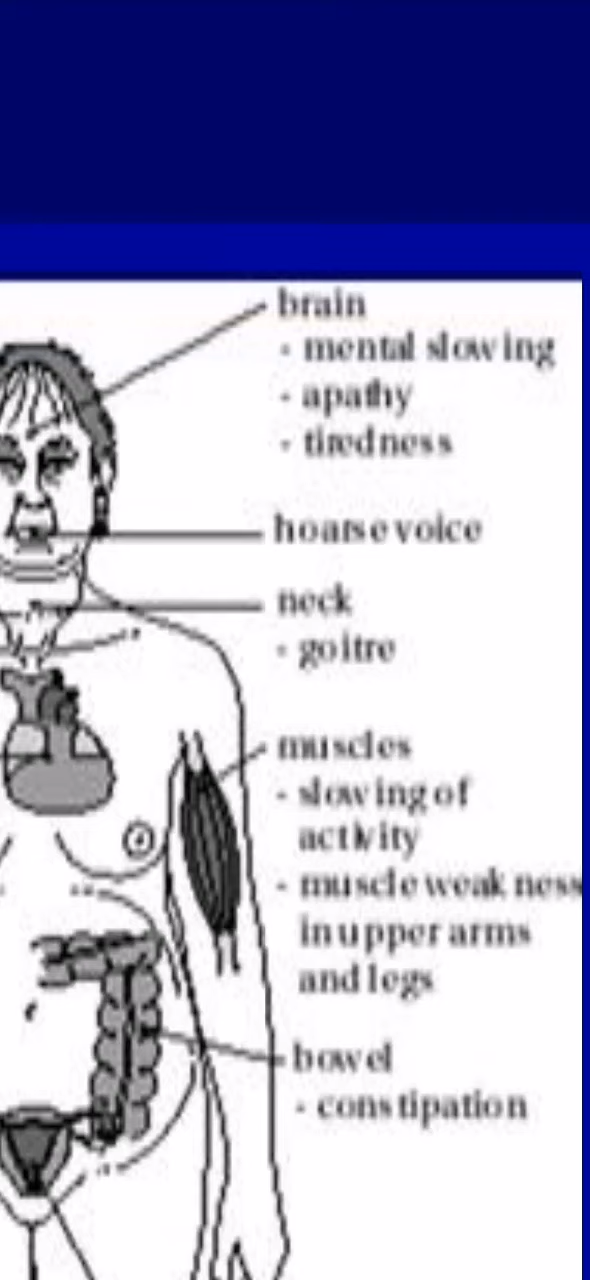 brain
- mental slowing
- apathy
- tiredness
hoarse voice
neck
- goitre
muscles
- slowing of
activity
- muscle weakness
in upper arms
and legs
bowel
- constipation